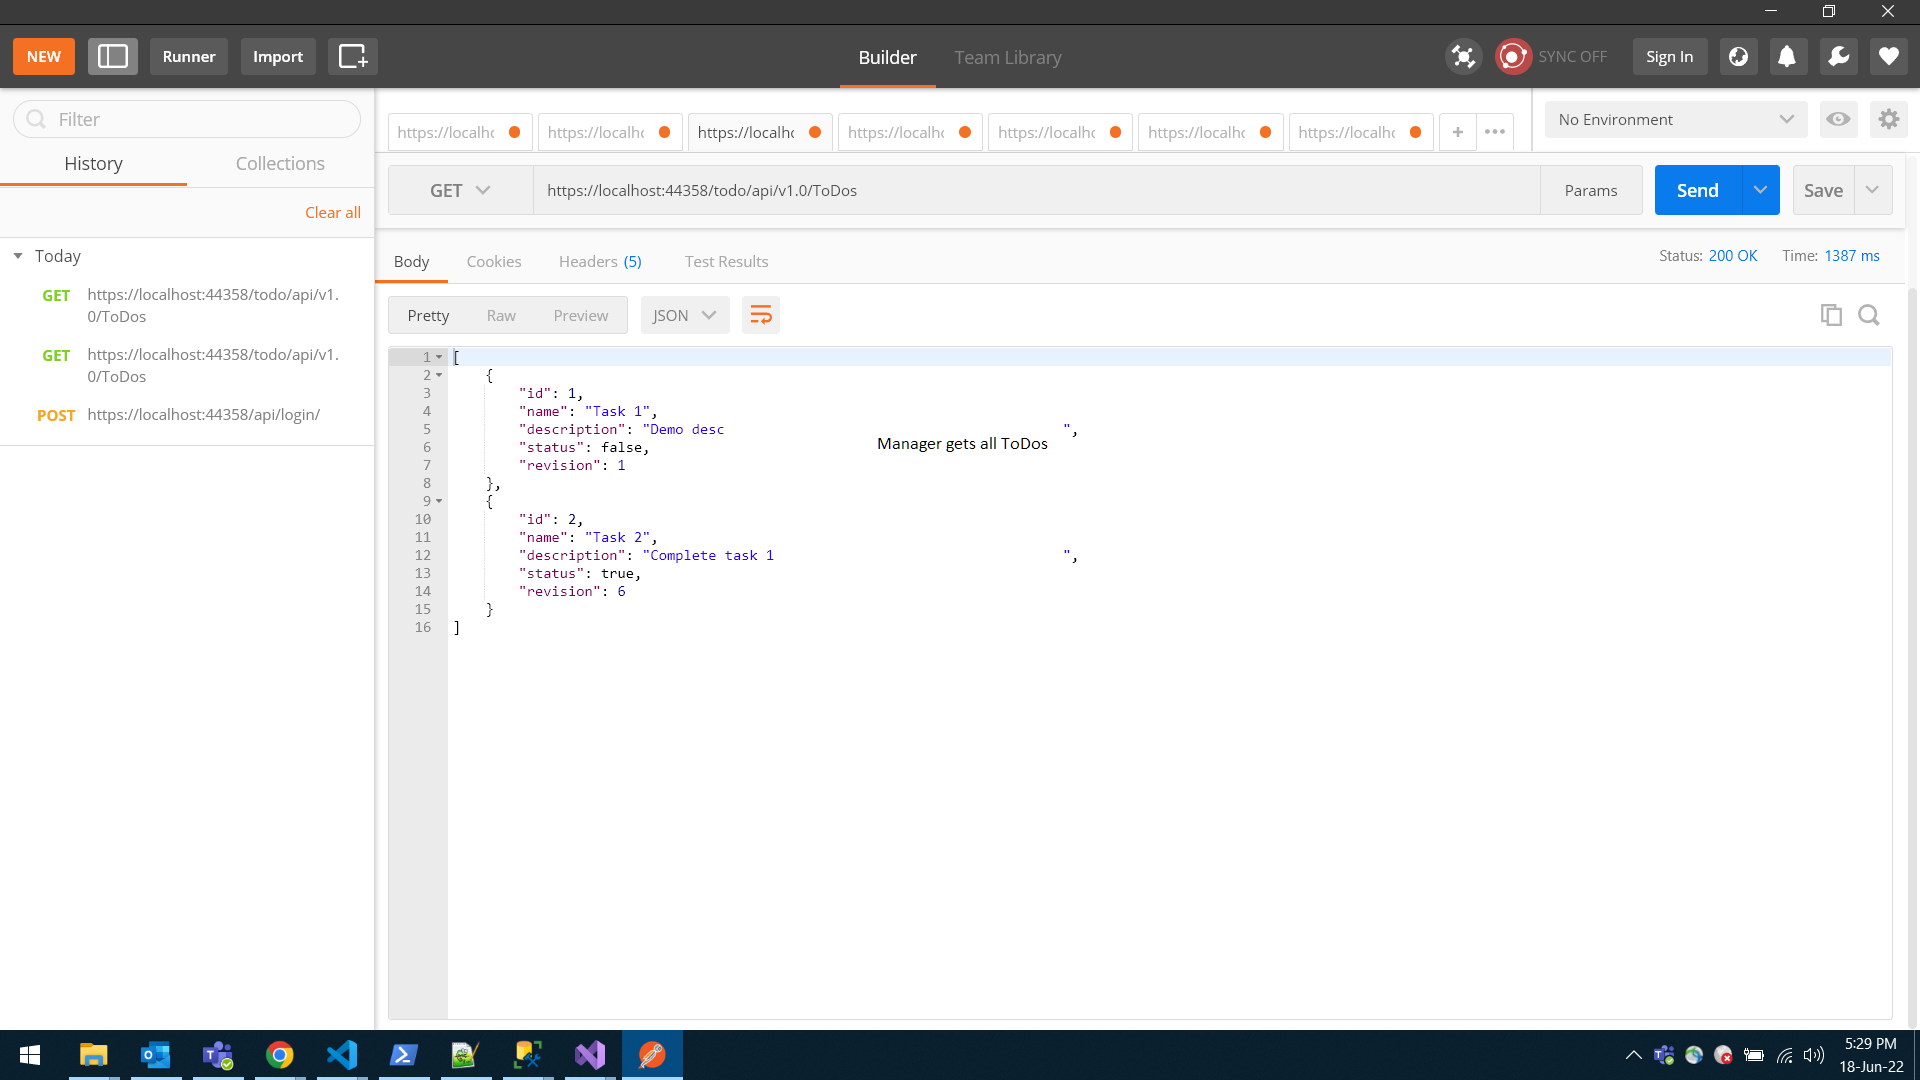 NEW
Runner
Import
Builder
Team Library
SYNC OFF
Sign In
Filter
History
Collections
Clear all
Today
GET https://localhost:44358/todo/api/v1.
0/ToDos
GET https://localhost:44358/todo/api/v1.
0/ToDos
POST https://localhost:44358/api/login/
https://localhc
https://localhc
https://localhc
https://localhc
https://localhc
https://localhc
https://localhc
+
•••
No Environment
GET
https://localhost:44358/todo/api/v1.0/ToDos
Params
Send
Save
Body
Cookies
Headers (5)
Test Results
Status: 200 OK
Time: 1387 ms
Pretty
Raw
Preview
JSON
1 [
2 {
3 "id": 1,
4 "name": "Task 1",
5 "description": "Demo desc ",
6 "status": false,
7 "revision": 1
8 },
9 {
10 "id": 2,
11 "name": "Task 2",
12 "description": "Complete task 1 ",
13 "status": true,
14 "revision": 6
15 }
16 ]
Manager gets all ToDos
5:29 PM
18-Jun-22